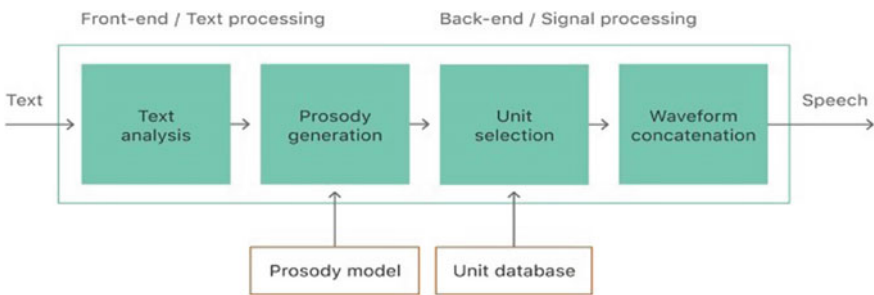 Front-end / Text processing
Back-end / Signal processing
Text
Text
analysis
Prosody
generation
Unit
selection
Waveform
concatenation
Speech
Prosody model
Unit database